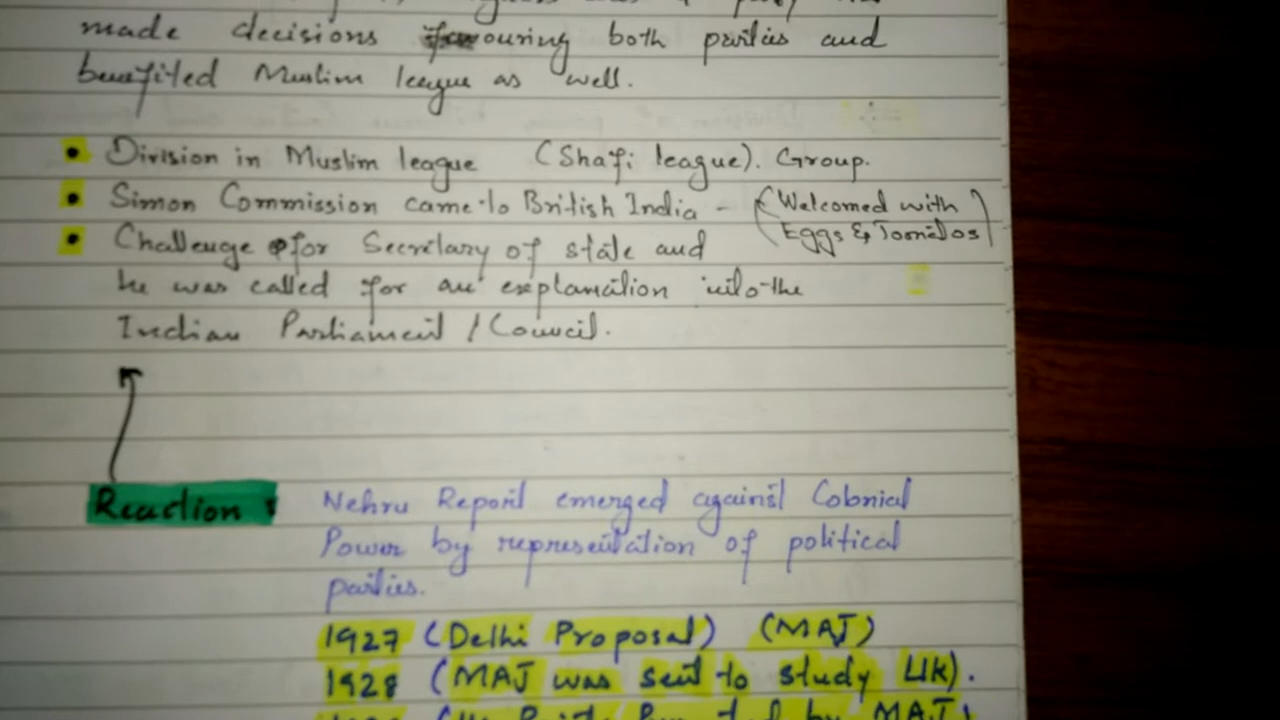 made decisions favouring both parties and
benefited Muslim league as well.
• Division in Muslim league (Shafi league). Group.
• Simon Commission came to British India - (Welcomed with
Eggs & Tomatos)
• Challenge for Secretary of state and
he was called for an explanation into the
Indian Parliament / Council.
Reaction : Nehru Report emerged against Colonial
Power by representation of political
parties.
1927 (Delhi Proposal) (MAJ)
1928 (MAJ was sent to study UK).
by MAJ)